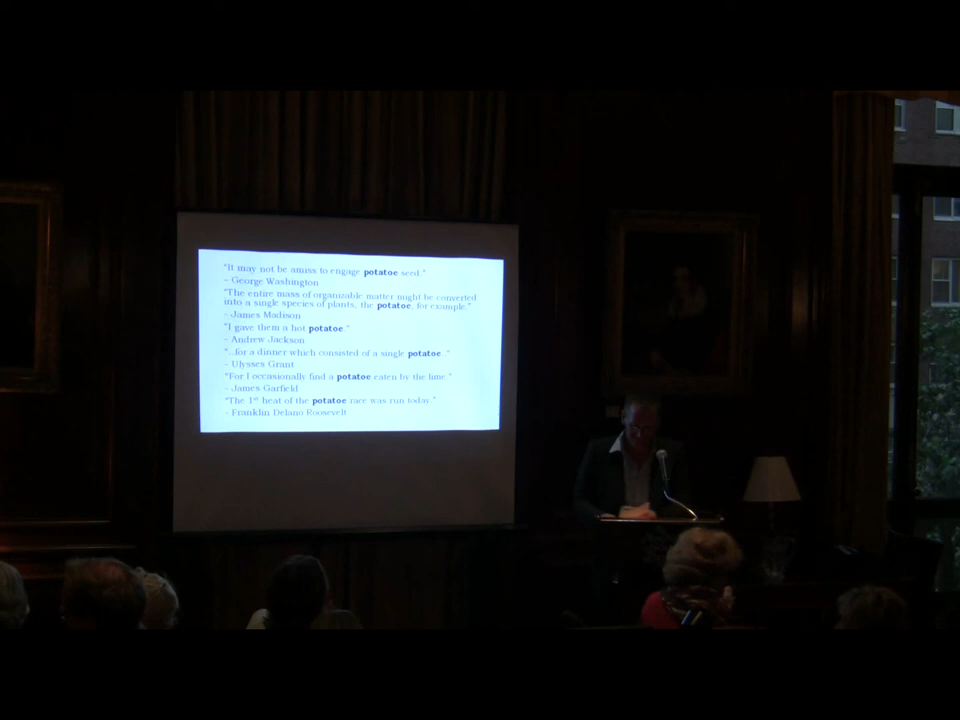 "It may not be amiss to engage potatoe seed."
– George Washington
"The entire mass of organizable matter might be converted
into a single species of plants, the potatoe, for example."
– James Madison
"I gave them a hot potatoe."
– Andrew Jackson
"...for a dinner which consisted of a single potatoe..."
– Ulysses Grant
"For I occasionally find a potatoe eaten by the lime."
– James Garfield
"The 1st heat of the potatoe race was run today."
– Franklin Delano Roosevelt